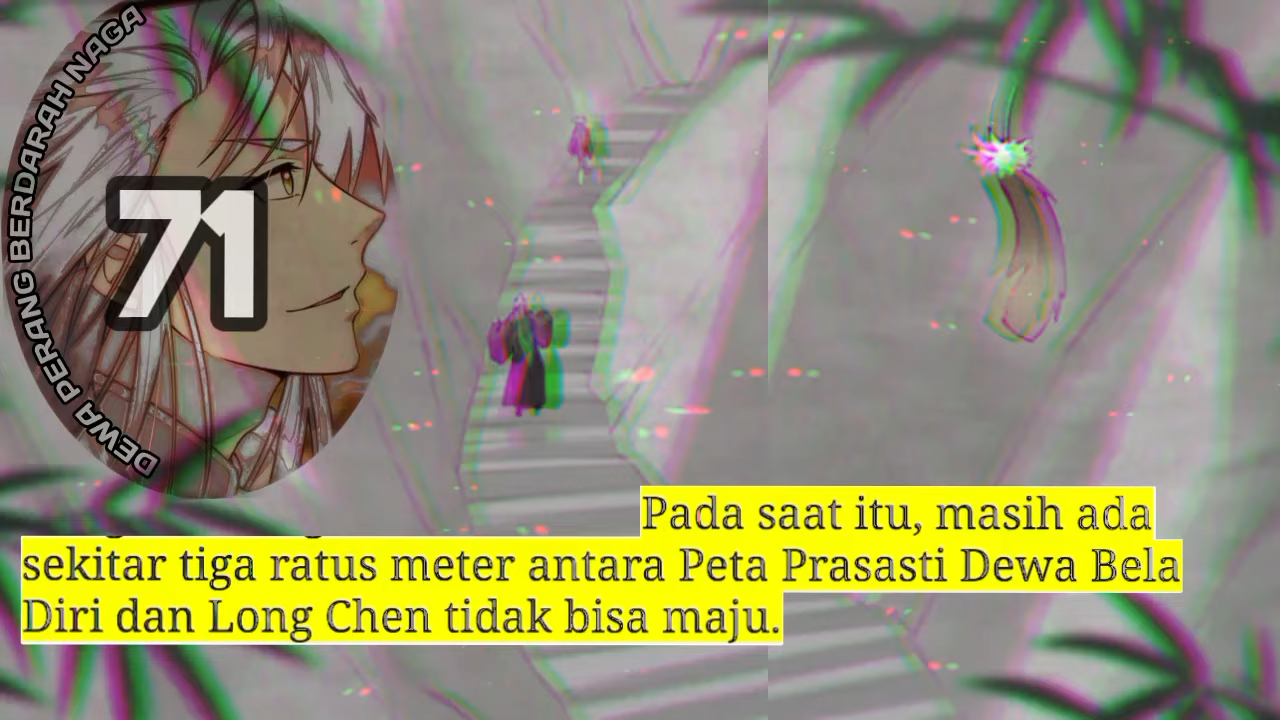 DEWA PERANG BERDARAH NAGA
71
Pada saat itu, masih ada
sekitar tiga ratus meter antara Peta Prasasti Dewa Bela
Diri dan Long Chen tidak bisa maju.